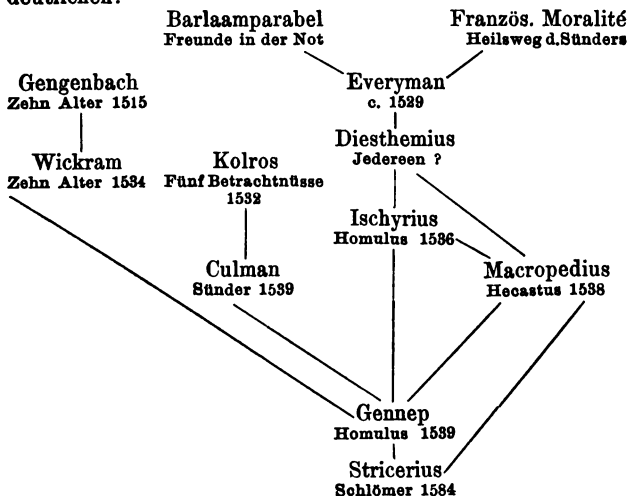 Barlaamparabel
Freunde in der Not
Französ. Moralité
Heilsweg d. Sünders
Gengenbach
Zehn Alter 1515
Everyman
c. 1529
Diesthemius
Jedereen ?
Wickram
Zehn Alter 1534
Kolros
Fünf Betrachtnüsse
1532
Ischyrius
Homulus 1536
Culman
Sünder 1539
Macropedius
Hecastus 1538
Gennep
Homulus 1539
Stricerius
Schlömer 1584